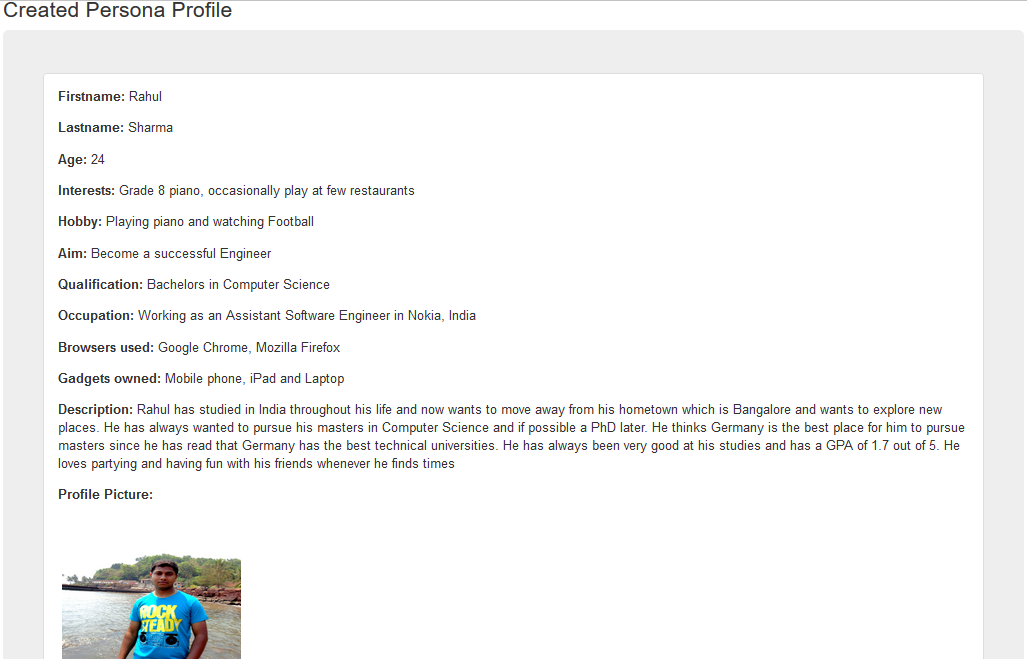 Created Persona Profile
Firstname: Rahul
Lastname: Sharma
Age: 24
Interests: Grade 8 piano, occasionally play at few restaurants
Hobby: Playing piano and watching Football
Aim: Become a successful Engineer
Qualification: Bachelors in Computer Science
Occupation: Working as an Assistant Software Engineer in Nokia, India
Browsers used: Google Chrome, Mozilla Firefox
Gadgets owned: Mobile phone, iPad and Laptop
Description: Rahul has studied in India throughout his life and now wants to move away from his hometown which is Bangalore and wants to explore new
places. He has always wanted to pursue his masters in Computer Science and if possible a PhD later. He thinks Germany is the best place for him to pursue
masters since he has read that Germany has the best technical universities. He has always been very good at his studies and has a GPA of 1.7 out of 5. He
loves partying and having fun with his friends whenever he finds times
Profile Picture:
ROCK
STEADY